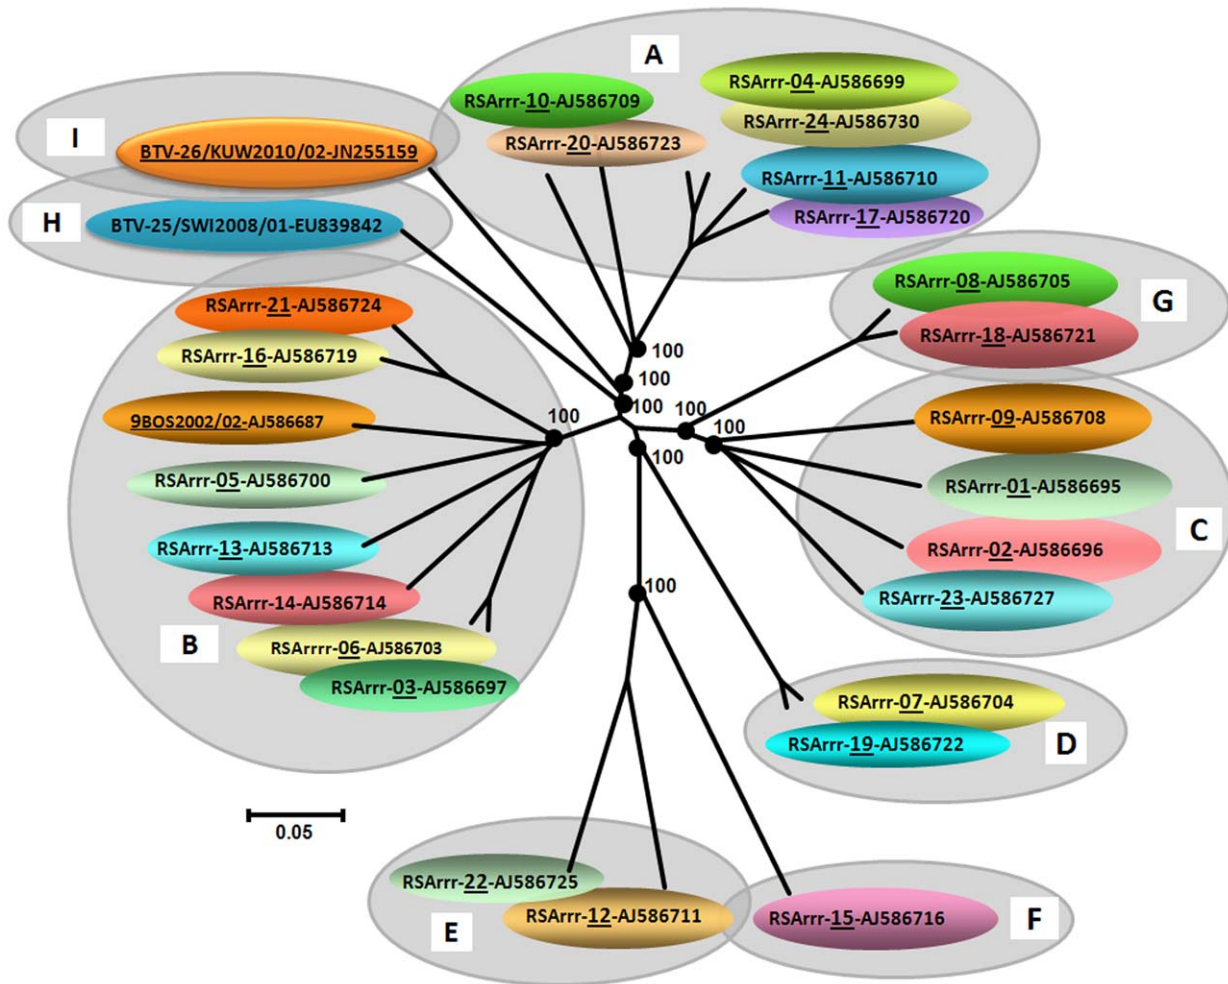 A
RSArrr-04-AJ586699
RSArrr-10-AJ586709
RSArrr-24-AJ586730
RSArrr-20-AJ586723
I
BTV-26/KUW2010/02-JN255159
RSArrr-11-AJ586710
RSArrr-17-AJ586720
H
BTV-25/SWI2008/01-EU839842
RSArrr-08-AJ586705
G
RSArrr-18-AJ586721
RSArrr-21-AJ586724
RSArrr-16-AJ586719
100
100
100
100
100
100
100
100
9BOS2002/02-AJ586687
RSArrr-09-AJ586708
RSArrr-05-AJ586700
RSArrr-01-AJ586695
C
RSArrr-13-AJ586713
RSArrr-02-AJ586696
RSArrr-14-AJ586714
RSArrr-23-AJ586727
B
RSArrrr-06-AJ586703
RSArrr-03-AJ586697
RSArrr-07-AJ586704
RSArrr-19-AJ586722
D
0.05
RSArrr-22-AJ586725
RSArrr-12-AJ586711
E
RSArrr-15-AJ586716
F